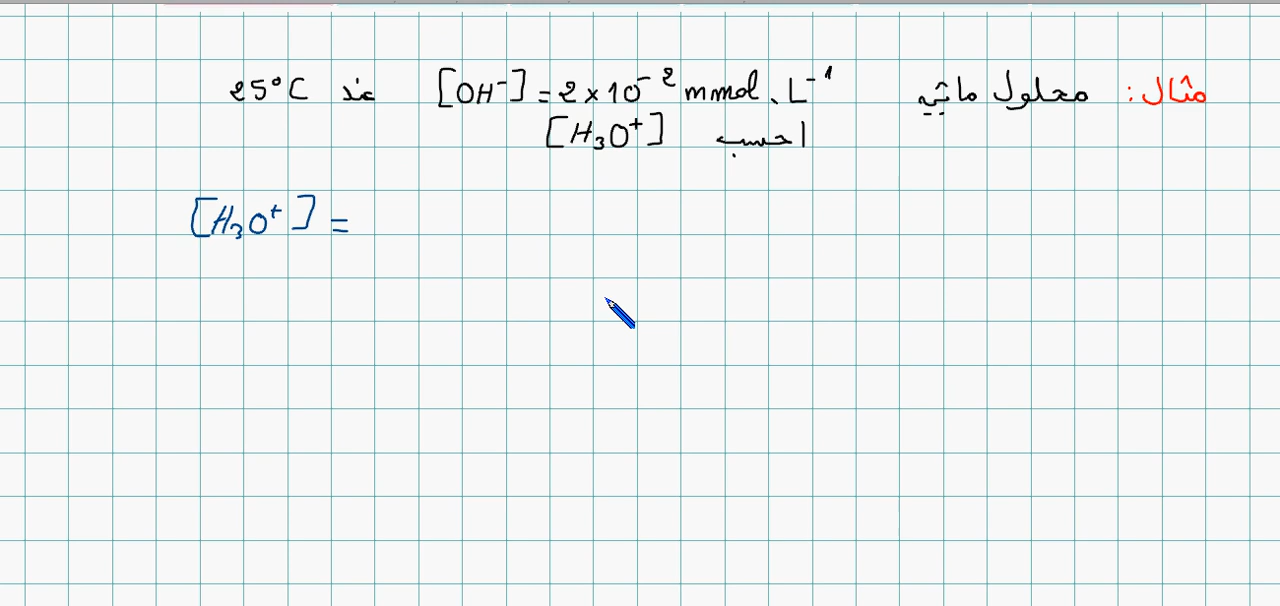 مثال: محلول مائي [OH⁻] = 2 × 10⁻² mmol . L⁻¹ عند 25°C
احسب [H₃O⁺]
[H₃O⁺] =